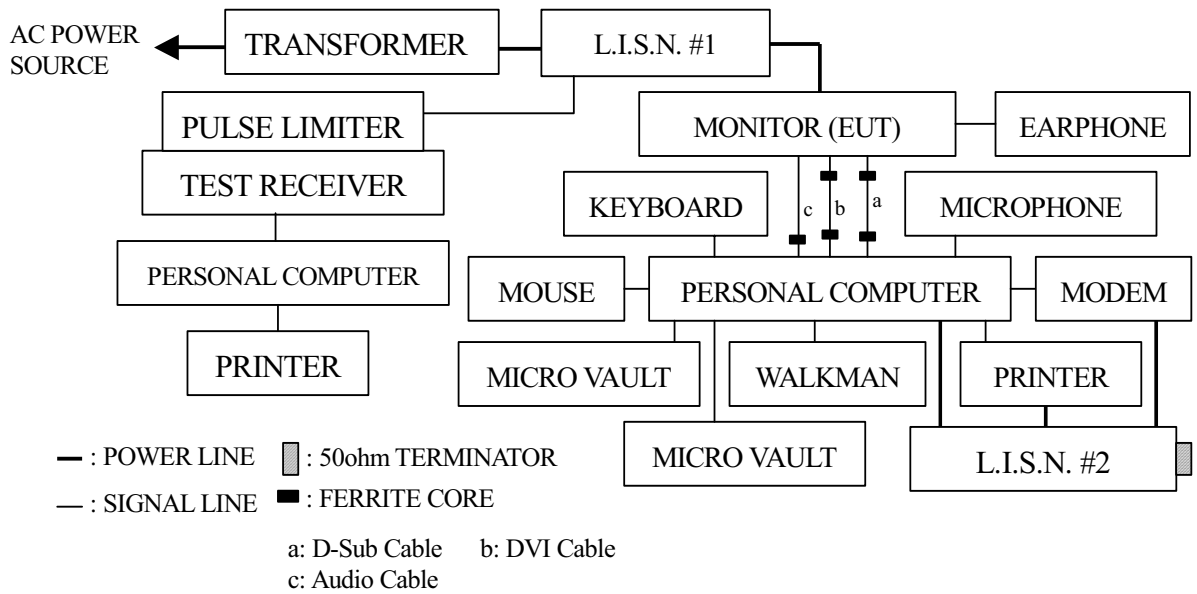 AC POWER
SOURCE
TRANSFORMER
L.I.S.N. #1
PULSE LIMITER
MONITOR (EUT)
EARPHONE
TEST RECEIVER
KEYBOARD
c
b
a
MICROPHONE
PERSONAL COMPUTER
MOUSE
PERSONAL COMPUTER
MODEM
PRINTER
MICRO VAULT
WALKMAN
PRINTER
MICRO VAULT
L.I.S.N. #2
: POWER LINE
: 50ohm TERMINATOR
: SIGNAL LINE
: FERRITE CORE
a: D-Sub Cable
b: DVI Cable
c: Audio Cable